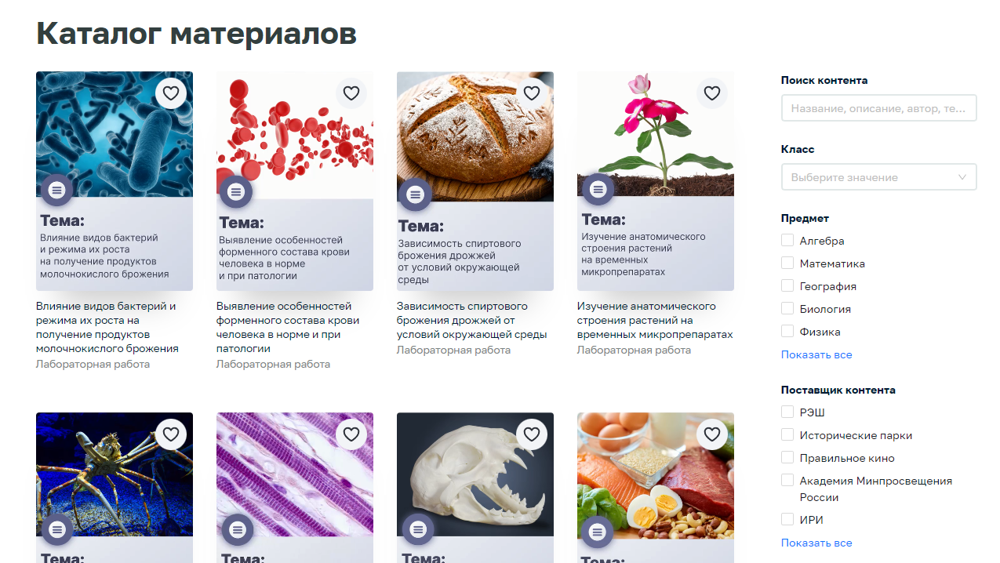 Каталог материалов
Тема:
Влияние видов бактерий
и режима их роста
на получение продуктов
молочнокислого брожения
Влияние видов бактерий и
режима их роста на
получение продуктов
молочнокислого брожения
Лабораторная работа
Тема:
Выявление особенностей
форменного состава крови
человека в норме
и при патологии
Выявление особенностей
форменного состава крови
человека в норме и при
патологии
Лабораторная работа
Тема:
Зависимость спиртового
брожения дрожжей
от условий окружающей
среды
Зависимость спиртового
брожения дрожжей от
условий окружающей среды
Лабораторная работа
Тема:
Изучение анатомического
строения растений
на временных
микропрепаратах
Изучение анатомического
строения растений на
временных микропрепаратах
Лабораторная работа
Тема:
Тема:
Тема:
Тема:
Поиск контента
Название, описание, автор, те...
Класс
Выберите значение
Предмет
Алгебра
Математика
География
Биология
Физика
Показать все
Поставщик контента
РЭШ
Исторические парки
Правильное кино
Академия Минпросвещения
России
ИРИ
Показать все